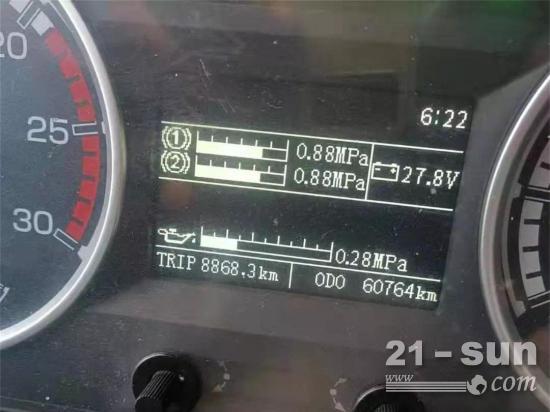 20
25
30
6:22
(1) 0.88MPa
(2) 0.88MPa
27.8V
0.28MPa
TRIP 8868.3km ODO 60764km
21-sun
www. .com